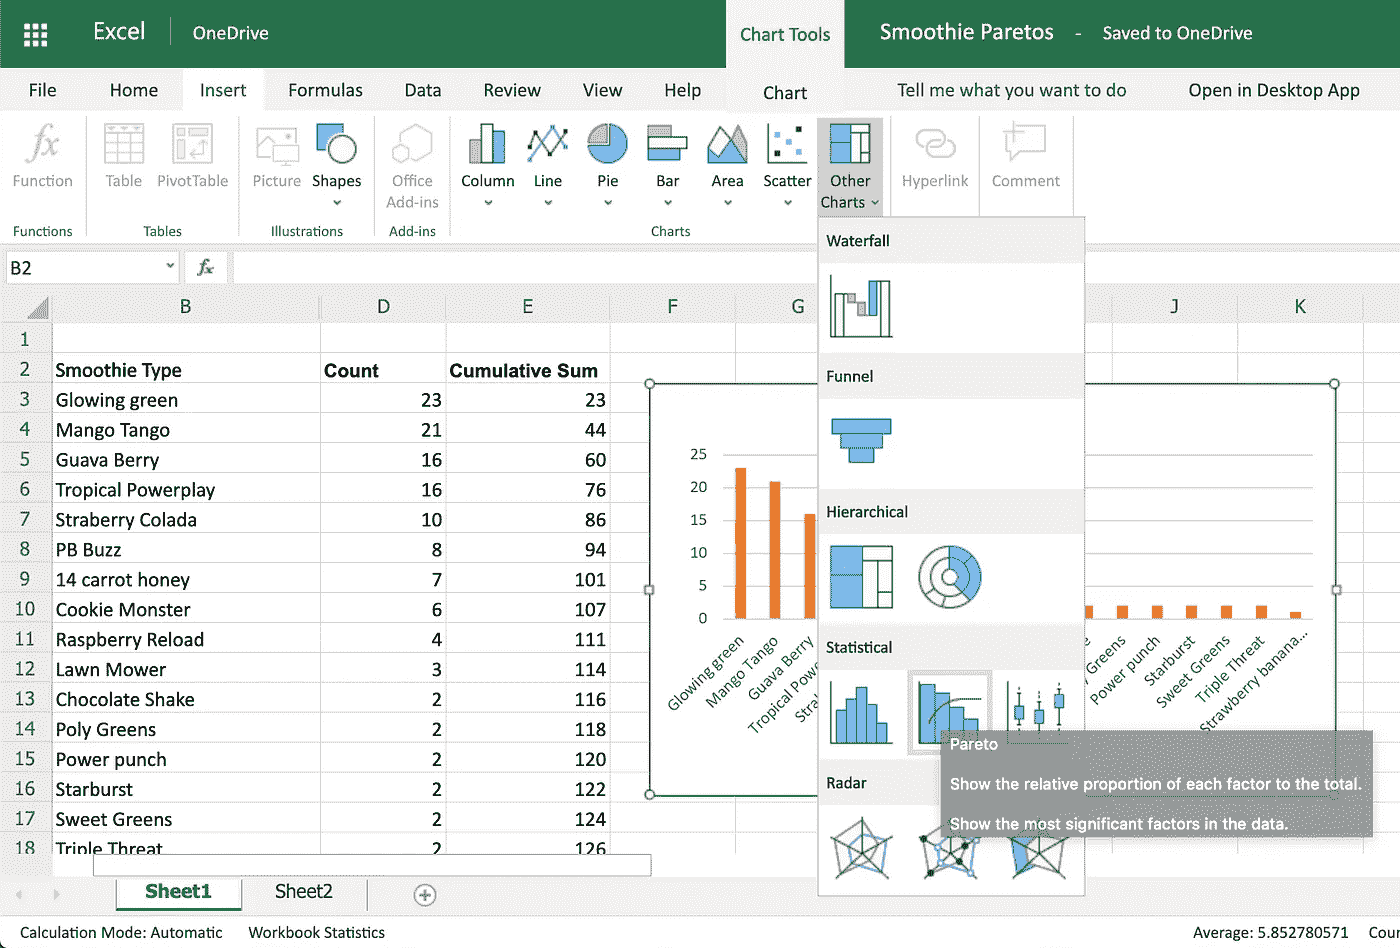 Excel OneDrive Chart Tools Smoothie Paretos - Saved to OneDrive
File Home Insert Formulas Data Review View Help Chart Tell me what you want to do Open in Desktop App
fx
Function Table PivotTable Picture Shapes Office Add-ins Column Line Pie Bar Area Scatter Other Charts Hyperlink Comment
Functions Tables Illustrations Add-ins Charts
B2 fx
B D E F G J K
1
2 Smoothie Type Count Cumulative Sum
3 Glowing green 23 23
4 Mango Tango 21 44
5 Guava Berry 16 60
6 Tropical Powerplay 16 76
7 Straberry Colada 10 86
8 PB Buzz 8 94
9 14 carrot honey 7 101
10 Cookie Monster 6 107
11 Raspberry Reload 4 111
12 Lawn Mower 3 114
13 Chocolate Shake 2 116
14 Poly Greens 2 118
15 Power punch 2 120
16 Starburst 2 122
17 Sweet Greens 2 124
18 Triple Threat 2 126
25
20
15
10
5
0
Glowing green
Mango Tango
Guava Berry
Tropical Pow
Stra
Greens
Power punch
Starburst
Sweet Greens
Triple Threat
Strawberry banana...
Waterfall
Funnel
Hierarchical
Statistical
Radar
Pareto
Show the relative proportion of each factor to the total.
Show the most significant factors in the data.
Sheet1 Sheet2
Calculation Mode: Automatic Workbook Statistics Average: 5.852780571 Cour